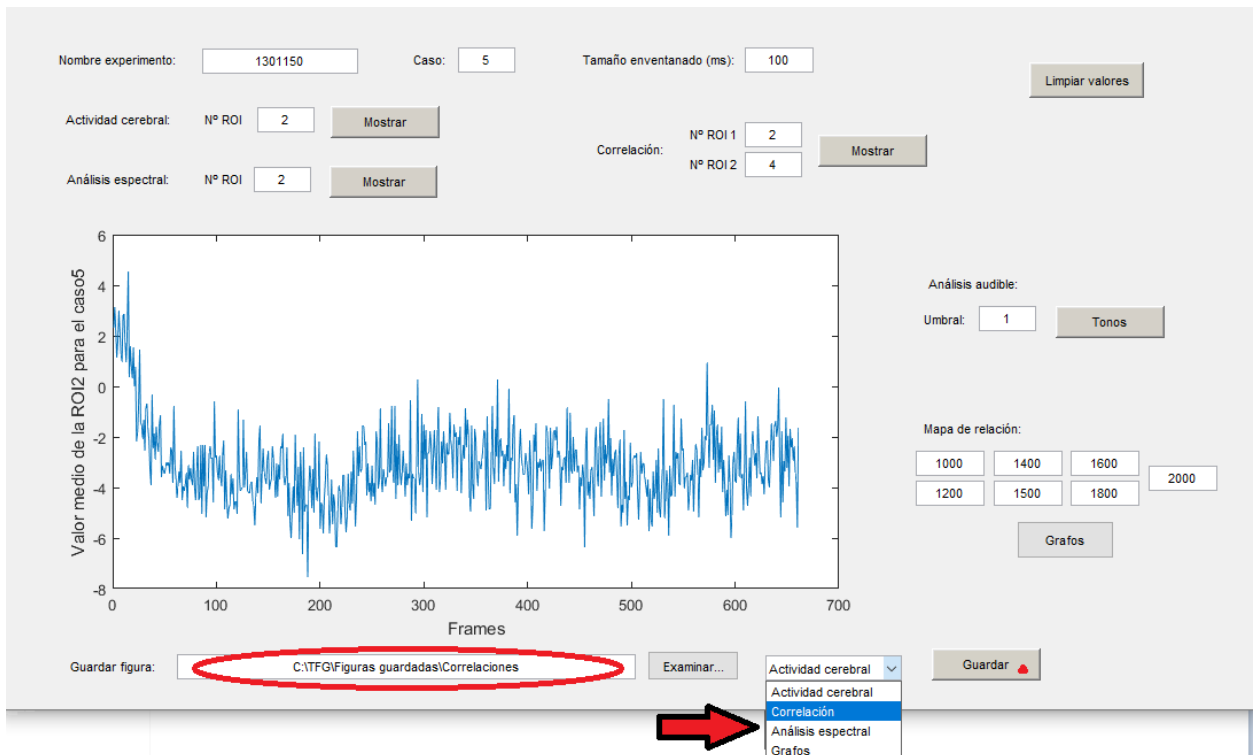 Nombre experimento: 1301150 Caso: 5 Tamaño enventanado (ms): 100
Limpiar valores
Actividad cerebral: Nº ROI 2 Mostrar
Correlación: Nº ROI 1 2 Mostrar
Nº ROI 2 4
Análisis espectral: Nº ROI 2 Mostrar
Valor medio de la ROI2 para el caso5
6
4
2
0
-2
-4
-6
-8
0 100 200 300 400 500 600 700
Frames
Análisis audible:
Umbral: 1 Tonos
Mapa de relación:
1000 1400 1600 2000
1200 1500 1800
Grafos
Guardar figura: C:\TFG\Figuras guardadas\Correlaciones Examinar... Actividad cerebral Guardar
Actividad cerebral
Correlación
Análisis espectral
Grafos